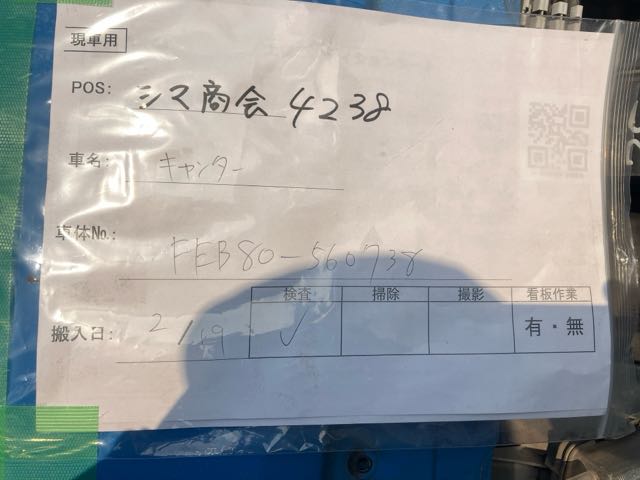 現車用
POS: シマ商会 4238
車名: キャンター
車体No.: FEB80-560738
検査 掃除 撮影 看板作業
搬入日: 2/19 ✓ 有・無